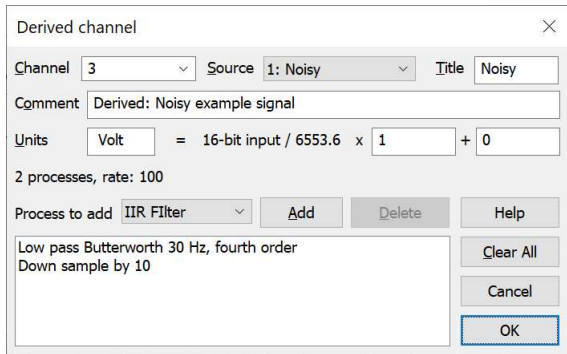 Derived channel
Channel 3 Source 1: Noisy Title Noisy
Comment Derived: Noisy example signal
Units Volt = 16-bit input / 6553.6 x 1 + 0
2 processes, rate: 100
Process to add IIR FIlter Add Delete Help
Low pass Butterworth 30 Hz, fourth order
Down sample by 10
Clear All
Cancel
OK